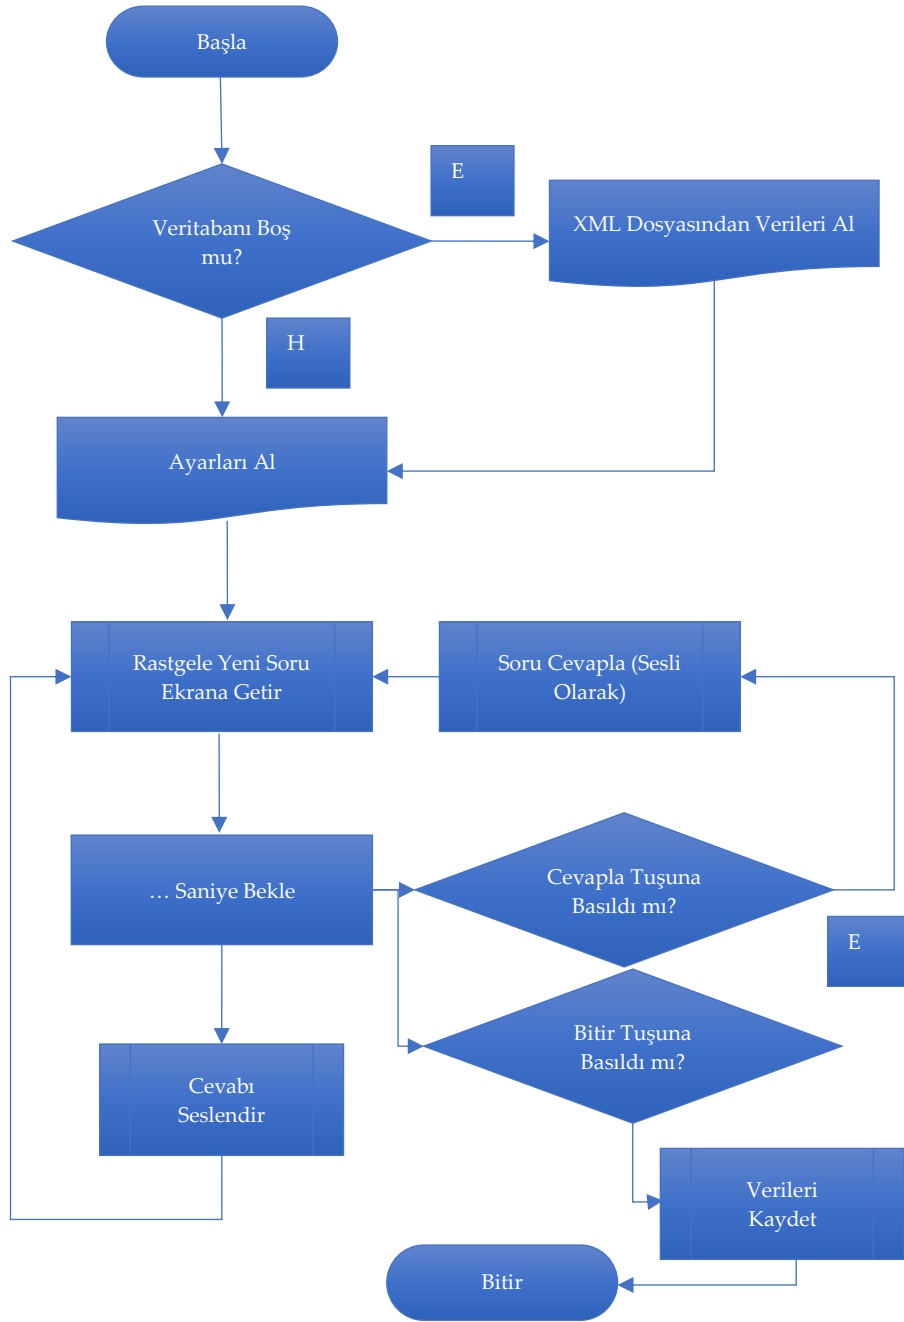 Başla
E
Veritabanı Boş
mu?
XML Dosyasından Verileri Al
H
Ayarları Al
Rastgele Yeni Soru
Ekrana Getir
Soru Cevapla (Sesli
Olarak)
… Saniye Bekle
Cevapla Tuşuna
Basıldı mı?
E
Bitir Tuşuna
Basıldı mı?
Cevabı
Seslendir
Verileri
Kaydet
Bitir